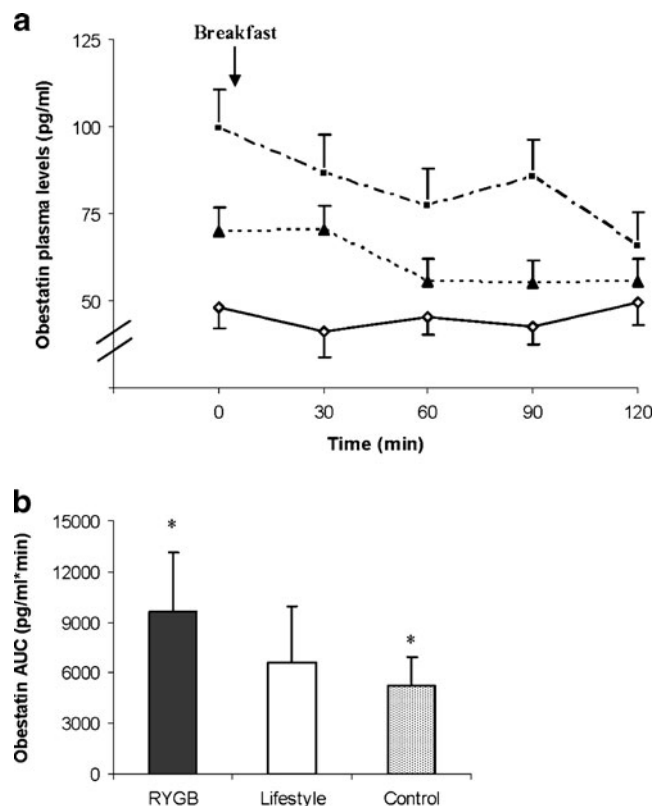 a
Breakfast
Obestatin plasma levels (pg/ml)
125
100
75
50
0 30 60 90 120
Time (min)
b
Obestatin AUC (pg/ml*min)
15000
12000
9000
6000
3000
0
*
*
RYGB Lifestyle Control